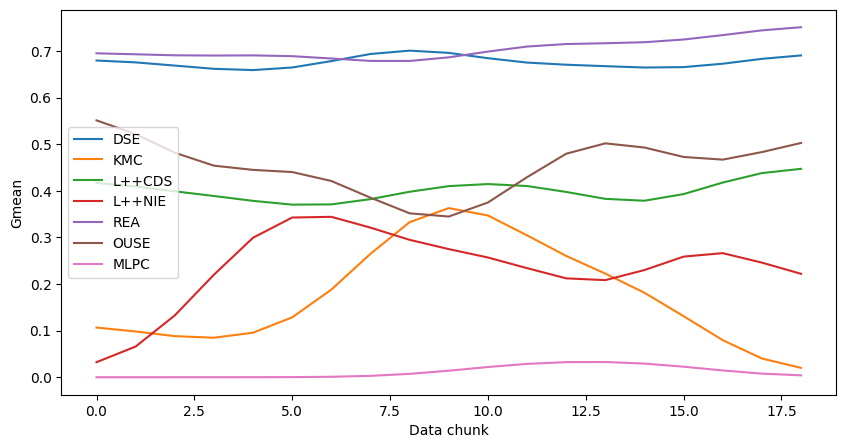 Gmean
0.7
0.6
0.5
0.4
0.3
0.2
0.1
0.0
DSE
KMC
L++CDS
L++NIE
REA
OUSE
MLPC
0.0 2.5 5.0 7.5 10.0 12.5 15.0 17.5
Data chunk